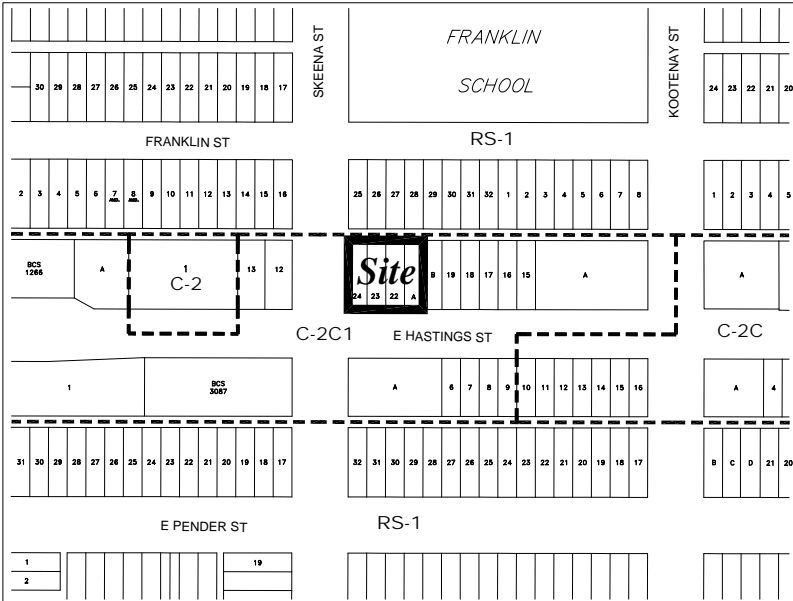 SKEENA ST
FRANKLIN
SCHOOL
KOOTENAY ST
30 29 28 27 26 25 24 23 22 21 20 19 18 17
24 23 22 21 20
FRANKLIN ST
RS-1
2 3 4 5 6 7 8 9 10 11 12 13 14 15 16
25 26 27 28 29 30 31 32 1 2 3 4 5 6 7 8
1 2 3 4 5
BCS
1266
A
1
C-2
13 12
Site
24 23 22 A
B 19 18 17 16 15
A
A
C-2C1
E HASTINGS ST
C-2C
1
BCS
3087
A
6 7 8 9 10 11 12 13 14 15 16
A
4
31 30 29 28 27 26 25 24 23 22 21 20 19 18 17
32 31 30 29 28 27 26 25 24 23 22 21 20 19 18 17
B C D 21 20
E PENDER ST
RS-1
1
2
19